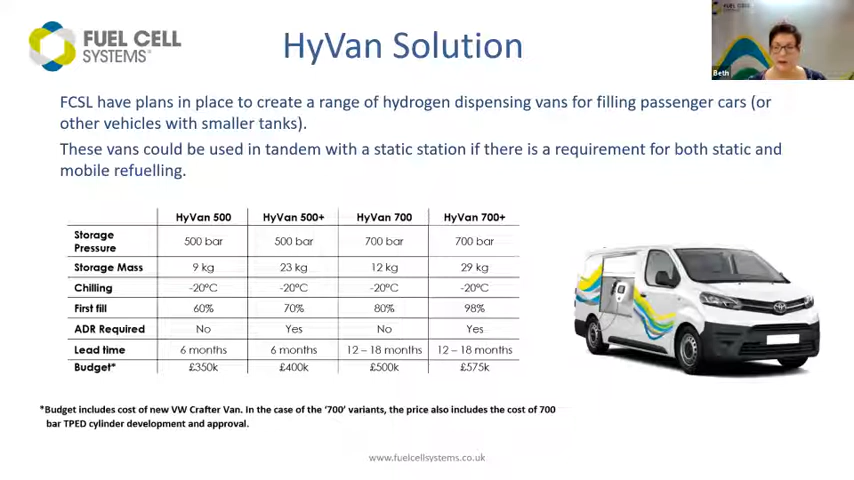 FUEL CELL
SYSTEMS
HyVan Solution
Beth
FCSL have plans in place to create a range of hydrogen dispensing vans for filling passenger cars (or
other vehicles with smaller tanks).
These vans could be used in tandem with a static station if there is a requirement for both static and
mobile refuelling.
HyVan 500 HyVan 500+ HyVan 700 HyVan 700+
Storage
Pressure 500 bar 500 bar 700 bar 700 bar
Storage Mass 9 kg 23 kg 12 kg 29 kg
Chilling -20°C -20°C -20°C -20°C
First fill 60% 70% 80% 98%
ADR Required No Yes No Yes
Lead time 6 months 6 months 12 – 18 months 12 – 18 months
Budget* £350k £400k £500k £575k
*Budget includes cost of new VW Crafter Van. In the case of the ‘700’ variants, the price also includes the cost of 700
bar TPED cylinder development and approval.
www.fuelcellsystems.co.uk